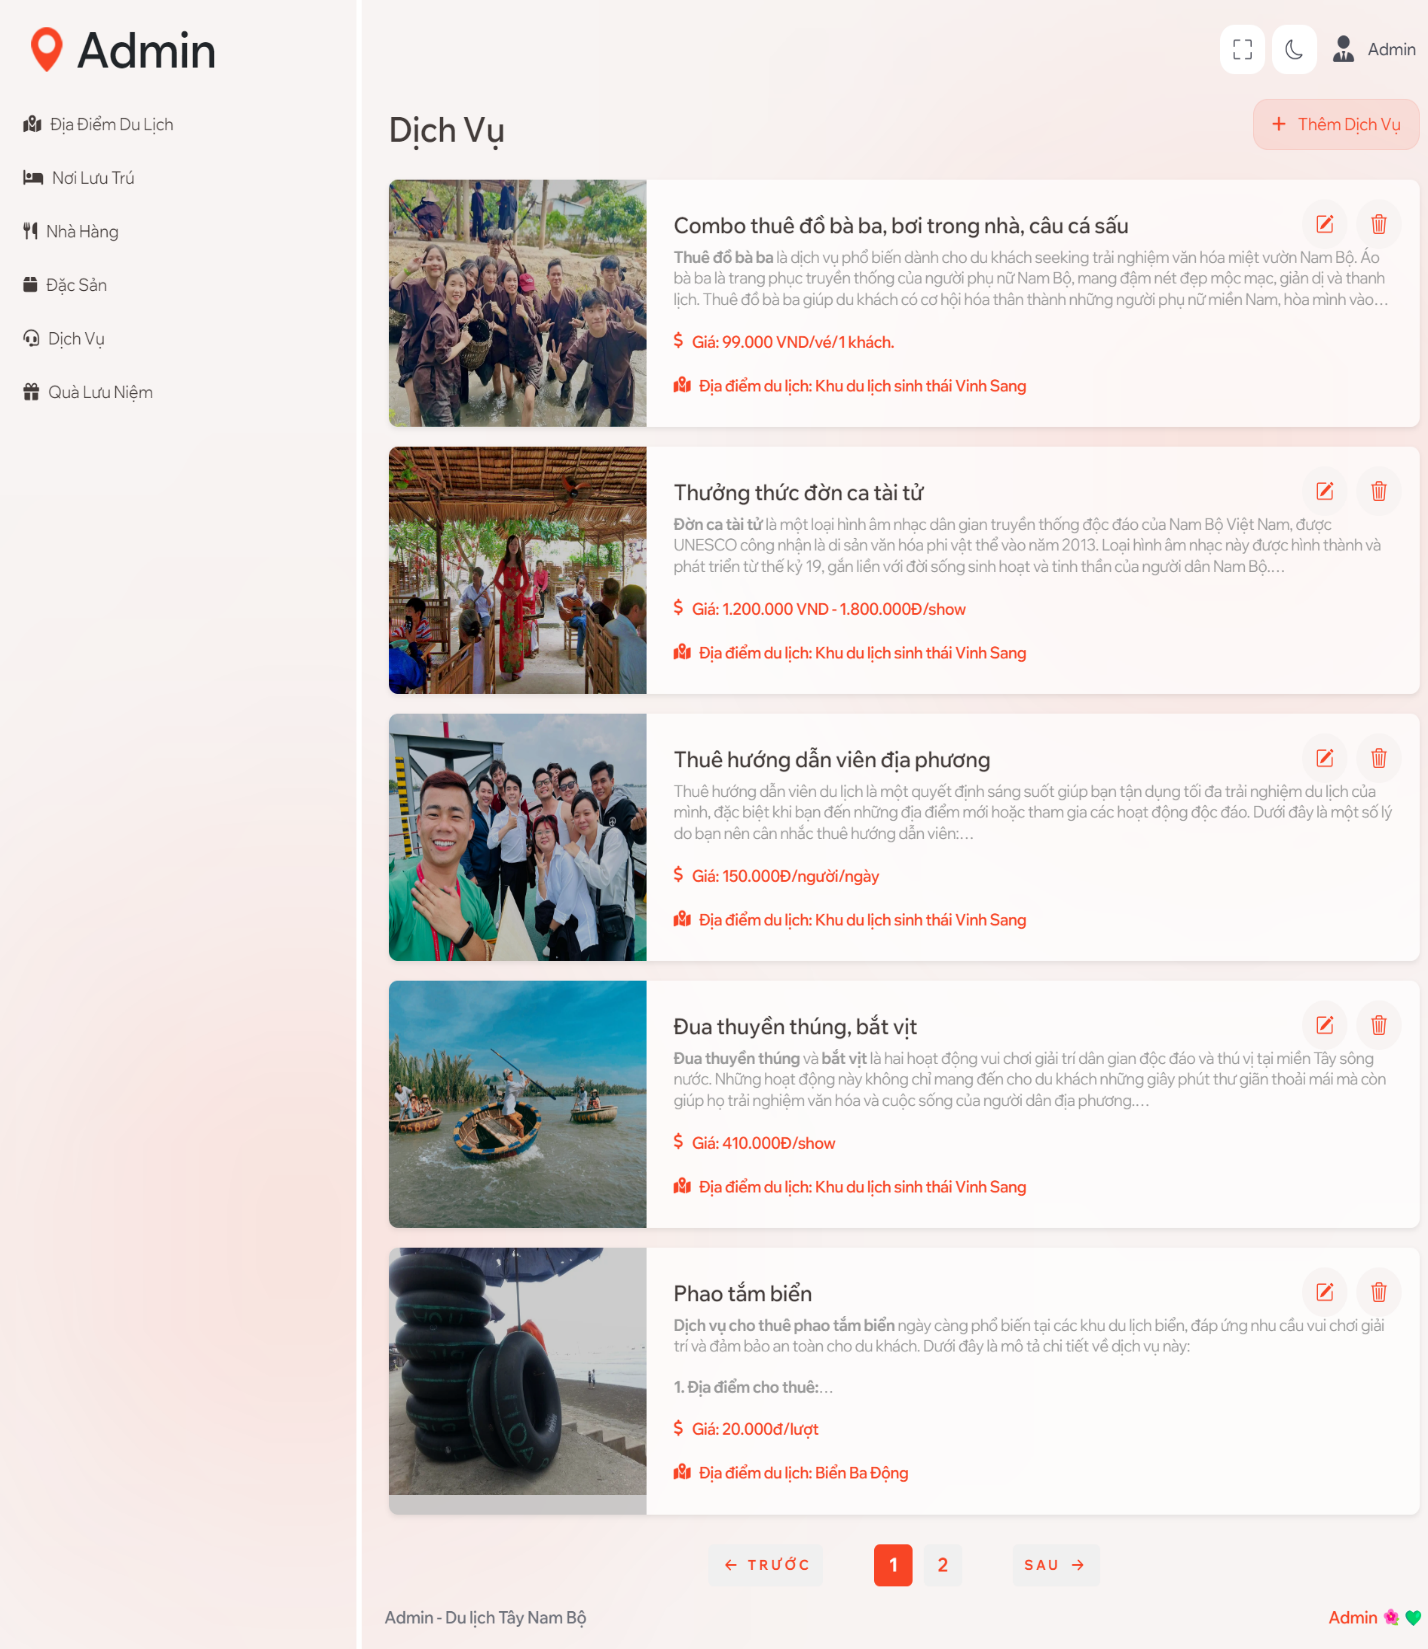 Admin
Admin
Địa Điểm Du Lịch
Nơi Lưu Trú
Nhà Hàng
Đặc Sản
Dịch Vụ
Quà Lưu Niệm
Dịch Vụ
+ Thêm Dịch Vụ
Combo thuê đồ bà ba, bơi trong nhà, câu cá sấu
Thuê đồ bà ba là dịch vụ phổ biến dành cho du khách seeking trải nghiệm văn hóa miệt vườn Nam Bộ. Áo
bà ba là trang phục truyền thống của người phụ nữ Nam Bộ, mang đậm nét đẹp mộc mạc, giản dị và thanh
lịch. Thuê đồ bà ba giúp du khách có cơ hội hóa thân thành những người phụ nữ miền Nam, hòa mình vào...
$ Giá: 99.000 VND/vé/1 khách.
Địa điểm du lịch: Khu du lịch sinh thái Vinh Sang
Thưởng thức đờn ca tài tử
Đờn ca tài tử là một loại hình âm nhạc dân gian truyền thống độc đáo của Nam Bộ Việt Nam, được
UNESCO công nhận là di sản văn hóa phi vật thể vào năm 2013. Loại hình âm nhạc này được hình thành và
phát triển từ thế kỷ 19, gắn liền với đời sống sinh hoạt và tinh thần của người dân Nam Bộ....
$ Giá: 1.200.000 VND - 1.800.000Đ/show
Địa điểm du lịch: Khu du lịch sinh thái Vinh Sang
Thuê hướng dẫn viên địa phương
Thuê hướng dẫn viên du lịch là một quyết định sáng suốt giúp bạn tận dụng tối đa trải nghiệm du lịch của
mình, đặc biệt khi bạn đến những địa điểm mới hoặc tham gia các hoạt động độc đáo. Dưới đây là một số lý
do bạn nên cân nhắc thuê hướng dẫn viên:...
$ Giá: 150.000Đ/người/ngày
Địa điểm du lịch: Khu du lịch sinh thái Vinh Sang
Đua thuyền thúng, bắt vịt
Đua thuyền thúng và bắt vịt là hai hoạt động vui chơi giải trí dân gian độc đáo và thú vị tại miền Tây sông
nước. Những hoạt động này không chỉ mang đến cho du khách những giây phút thư giãn thoải mái mà còn
giúp họ trải nghiệm văn hóa và cuộc sống của người dân địa phương....
$ Giá: 410.000Đ/show
Địa điểm du lịch: Khu du lịch sinh thái Vinh Sang
Phao tắm biển
Dịch vụ cho thuê phao tắm biển ngày càng phổ biến tại các khu du lịch biển, đáp ứng nhu cầu vui chơi giải
trí và đảm bảo an toàn cho du khách. Dưới đây là mô tả chi tiết về dịch vụ này:
1. Địa điểm cho thuê:...
$ Giá: 20.000đ/lượt
Địa điểm du lịch: Biển Ba Động
← TRƯỚC 1 2 SAU →
Admin - Du lịch Tây Nam Bộ
Admin 🌺 💚